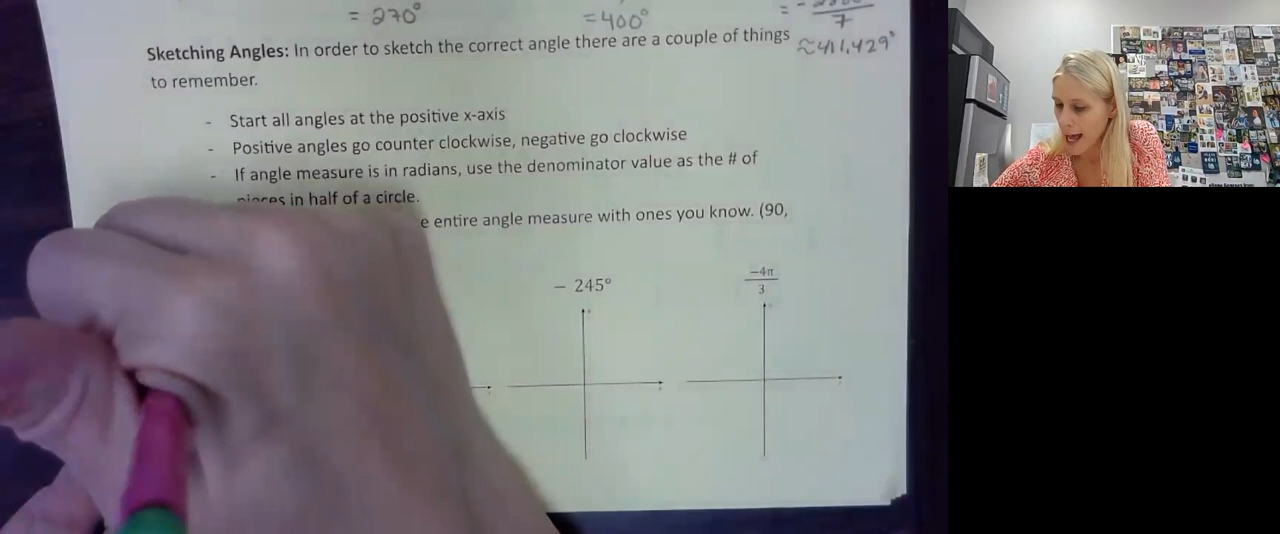 = 270°
= 400°
7
≈411.429°
Sketching Angles: In order to sketch the correct angle there are a couple of things
to remember.
- Start all angles at the positive x-axis
- Positive angles go counter clockwise, negative go clockwise
- If angle measure is in radians, use the denominator value as the # of
pieces in half of a circle.
entire angle measure with ones you know. (90,
− 245°
−4π
3